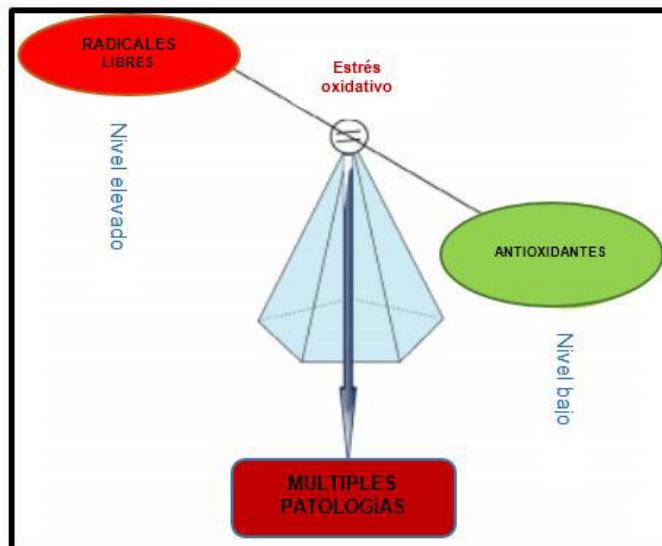 RADICALES
LIBRES
Estrés
oxidativo
Nivel elevado
ANTIOXIDANTES
Nivel bajo
MULTIPLES
PATOLOGÍAS